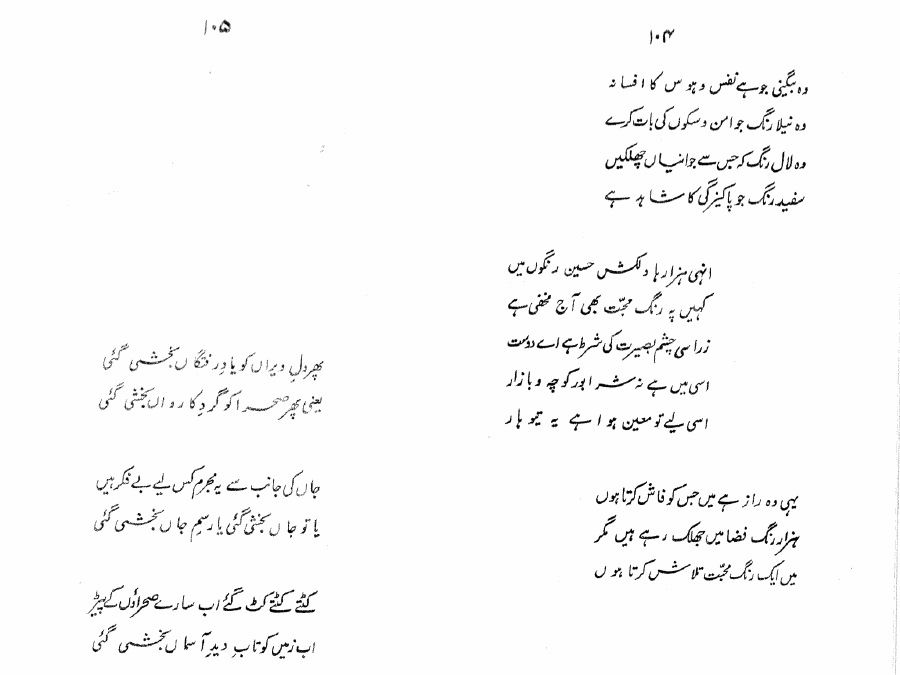 ۱۰۴
وہ بیگینی جو ہے نفس و ہوس کا افسانہ
وہ نیلا رنگ جو امن و سکوں کی بات کرے
وہ لال رنگ کہ جس سے جوانیاں چھلکیں
سفید رنگ جو پاکیزگی کا شاہد ہے
انہی ہزارہا دلکش حسین رنگوں میں
کہیں پہ رنگ محبّت بھی آج مخفی ہے
زرا سی چشم بصیرت کی شرط ہے اے دوست
اسی میں ہے نہ شرابور کوچہ و بازار
اسی لیے تو معین ہوا ہے یہ تیوہار
یہی وہ راز ہے میں جس کو فاش کرتا ہوں
ہزار رنگ فضا میں جھلک رہے ہیں مگر
میں ایک رنگ محبّت تلاش کرتا ہوں
۱۰۵
پھر دلِ ویراں کو یادِ رفتگاں بخشی گئی
یعنی پھر صحرا کو گردِ کارواں بخشی گئی
جاں کی جانب سے یہ مجرم کس لیے بے فکر ہیں
یا تو جاں بخشی گئی یا رسمِ جاں بخشی گئی
کٹتے کٹتے کٹ گئے اب سارے صحراؤں کے پیڑ
اب زمیں کو تابِ دیدِ آسماں بخشی گئی